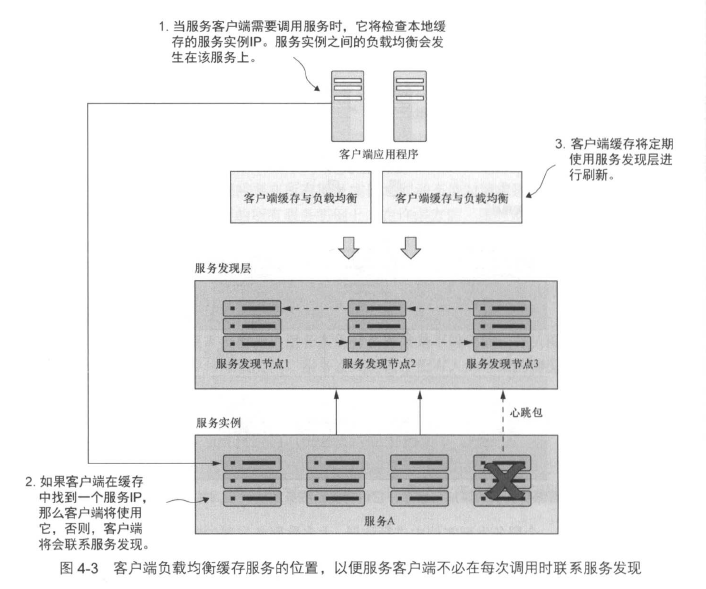 1. 当服务客户端需要调用服务时，它将检查本地缓
存的服务实例IP。服务实例之间的负载均衡会发
生在该服务上。
客户端应用程序
3. 客户端缓存将定期
使用服务发现层进
行刷新。
客户端缓存与负载均衡
客户端缓存与负载均衡
服务发现层
服务发现节点1
服务发现节点2
服务发现节点3
心跳包
服务实例
2. 如果客户端在缓存
中找到一个服务IP，
那么客户端将使用
它，否则，客户端
将会联系服务发现。
服务A
图 4-3 客户端负载均衡缓存服务的位置，以便服务客户端不必在每次调用时联系服务发现